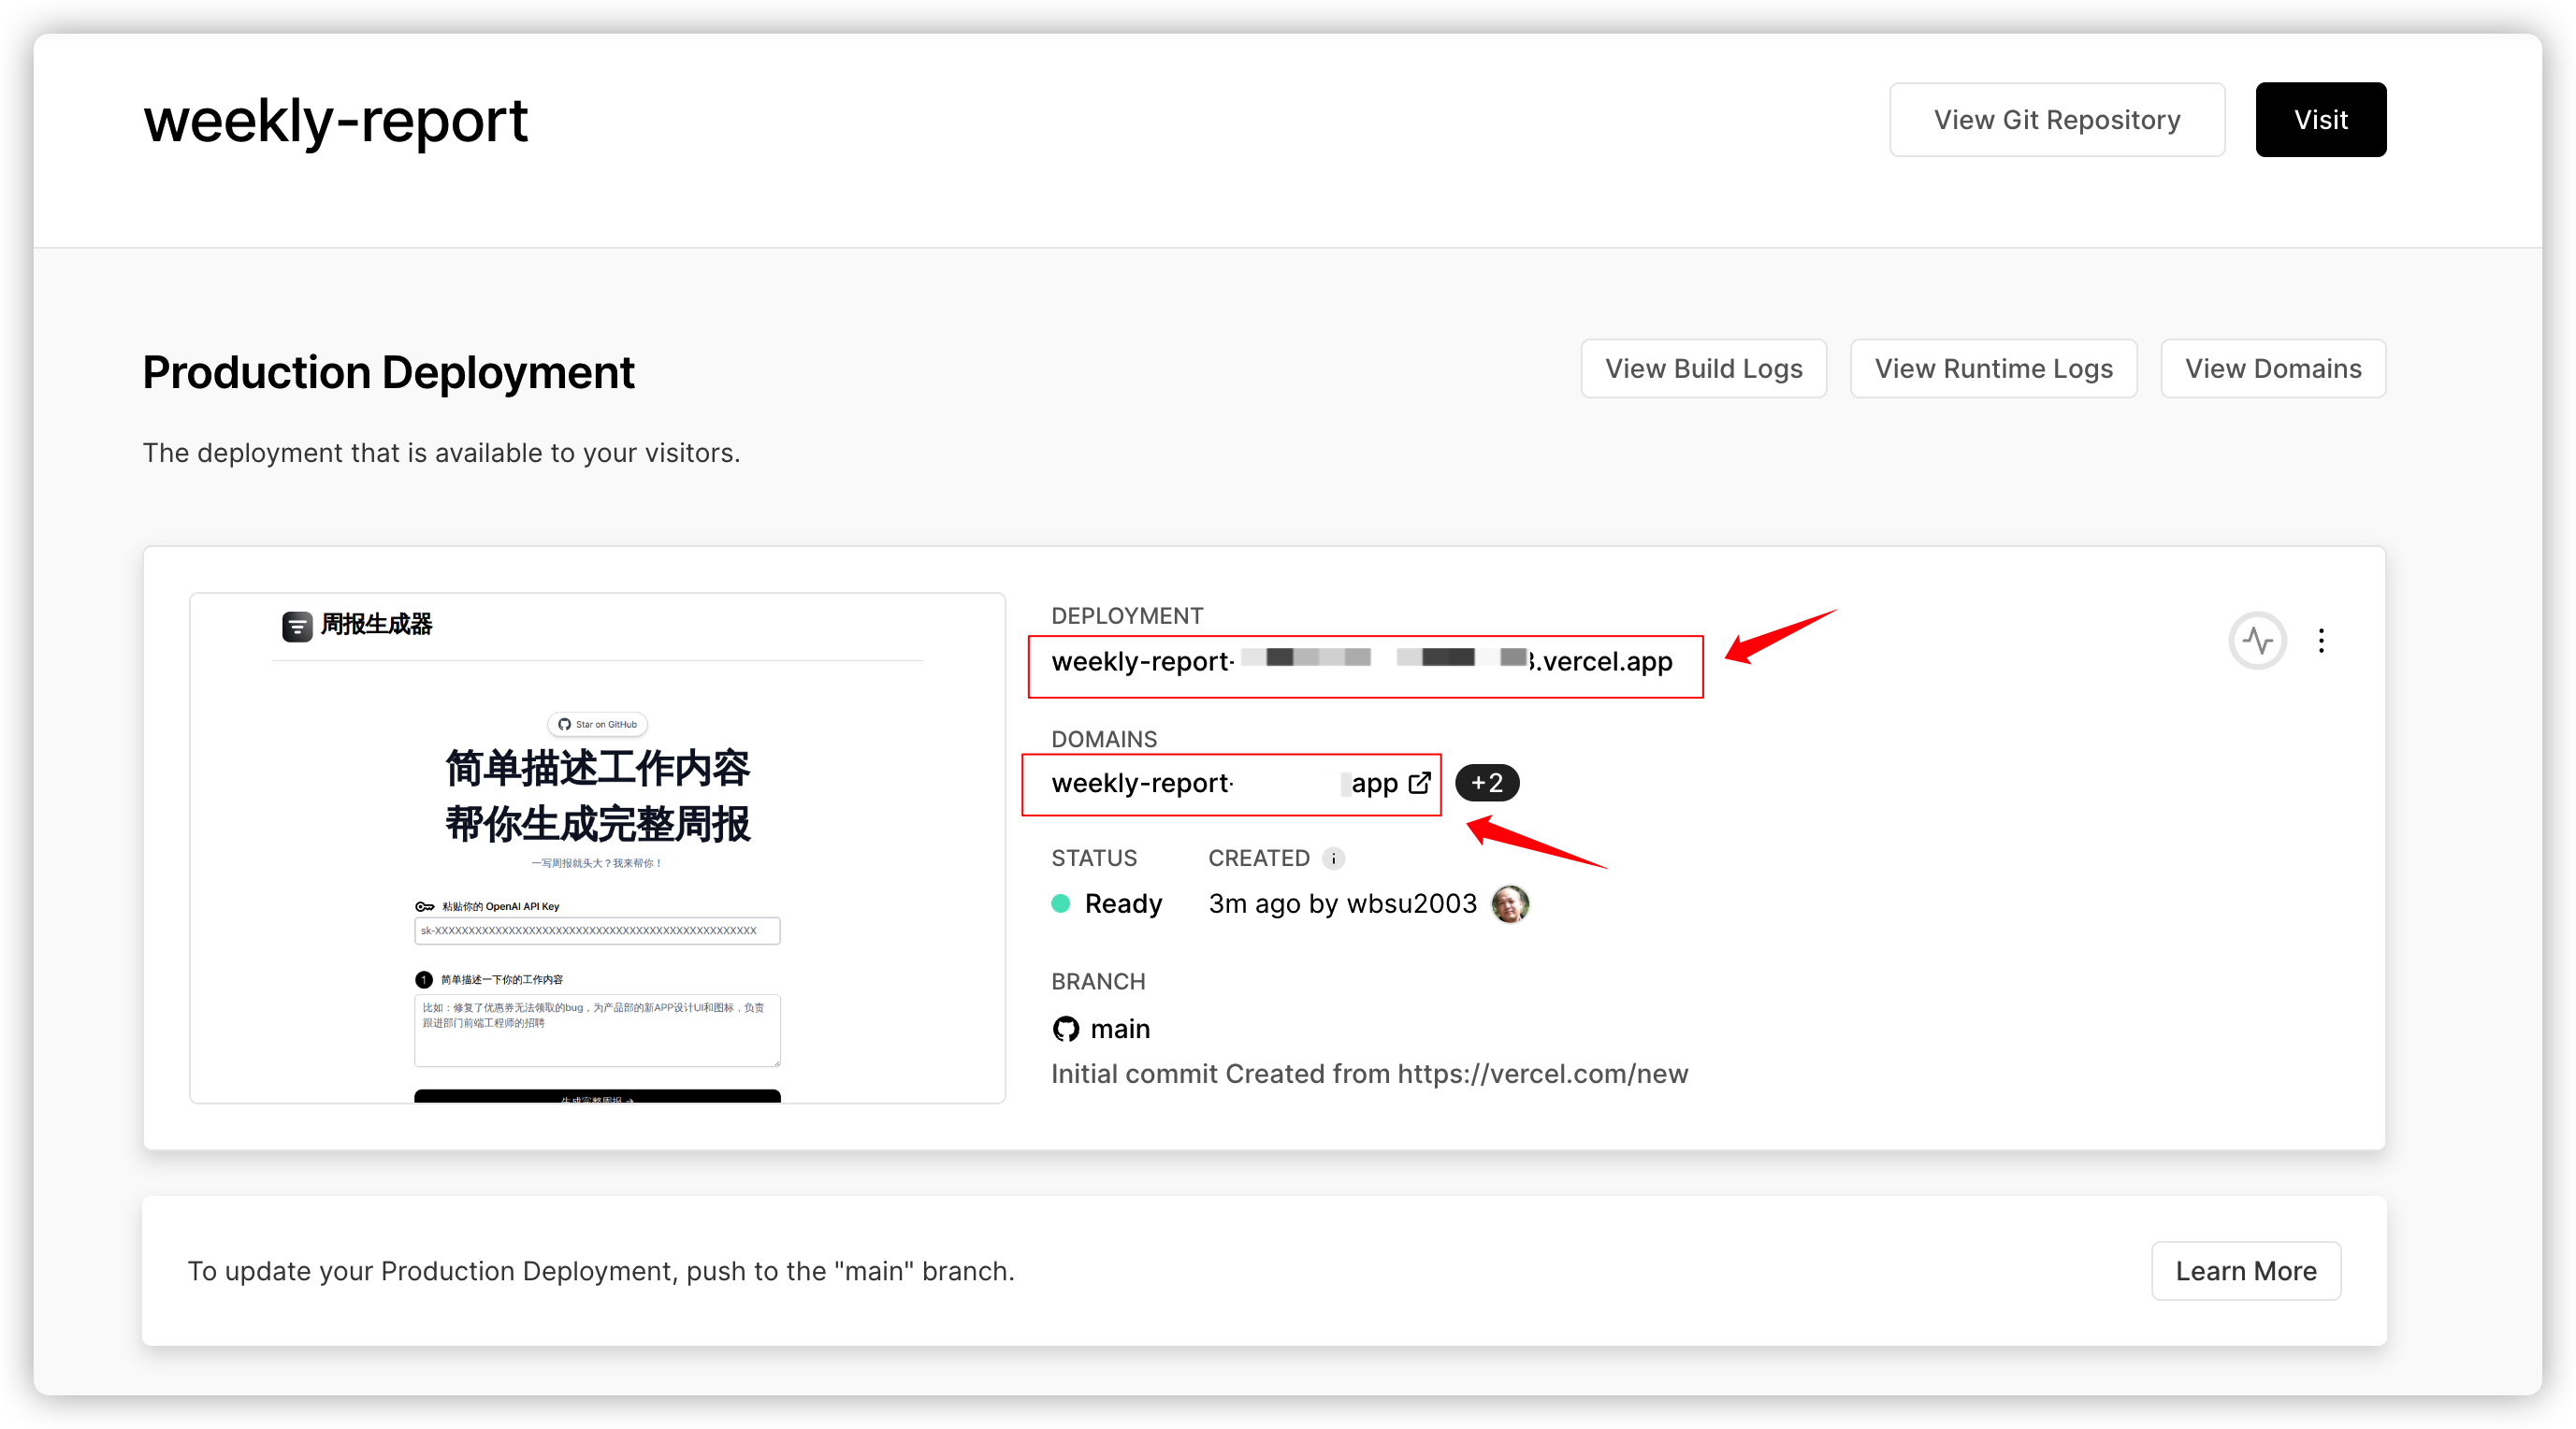 weekly-report
View Git Repository
Visit
Production Deployment
View Build Logs
View Runtime Logs
View Domains
The deployment that is available to your visitors.
周报生成器
Star on GitHub
简单描述工作内容
帮你生成完整周报
一写周报就头大？我来帮你！
粘贴你的 OpenAI API Key
1 简单描述一下你的工作内容
比如：修复了优惠券无法领取的bug，为产品部的新APP设计UI和图标，负责
跟进部门前端工程师的招聘
生成完整周报 →
DEPLOYMENT
weekly-report- .vercel.app
DOMAINS
weekly-report- app +2
STATUS CREATED i
Ready 3m ago by wbsu2003
BRANCH
main
Initial commit Created from https://vercel.com/new
To update your Production Deployment, push to the "main" branch.
Learn More